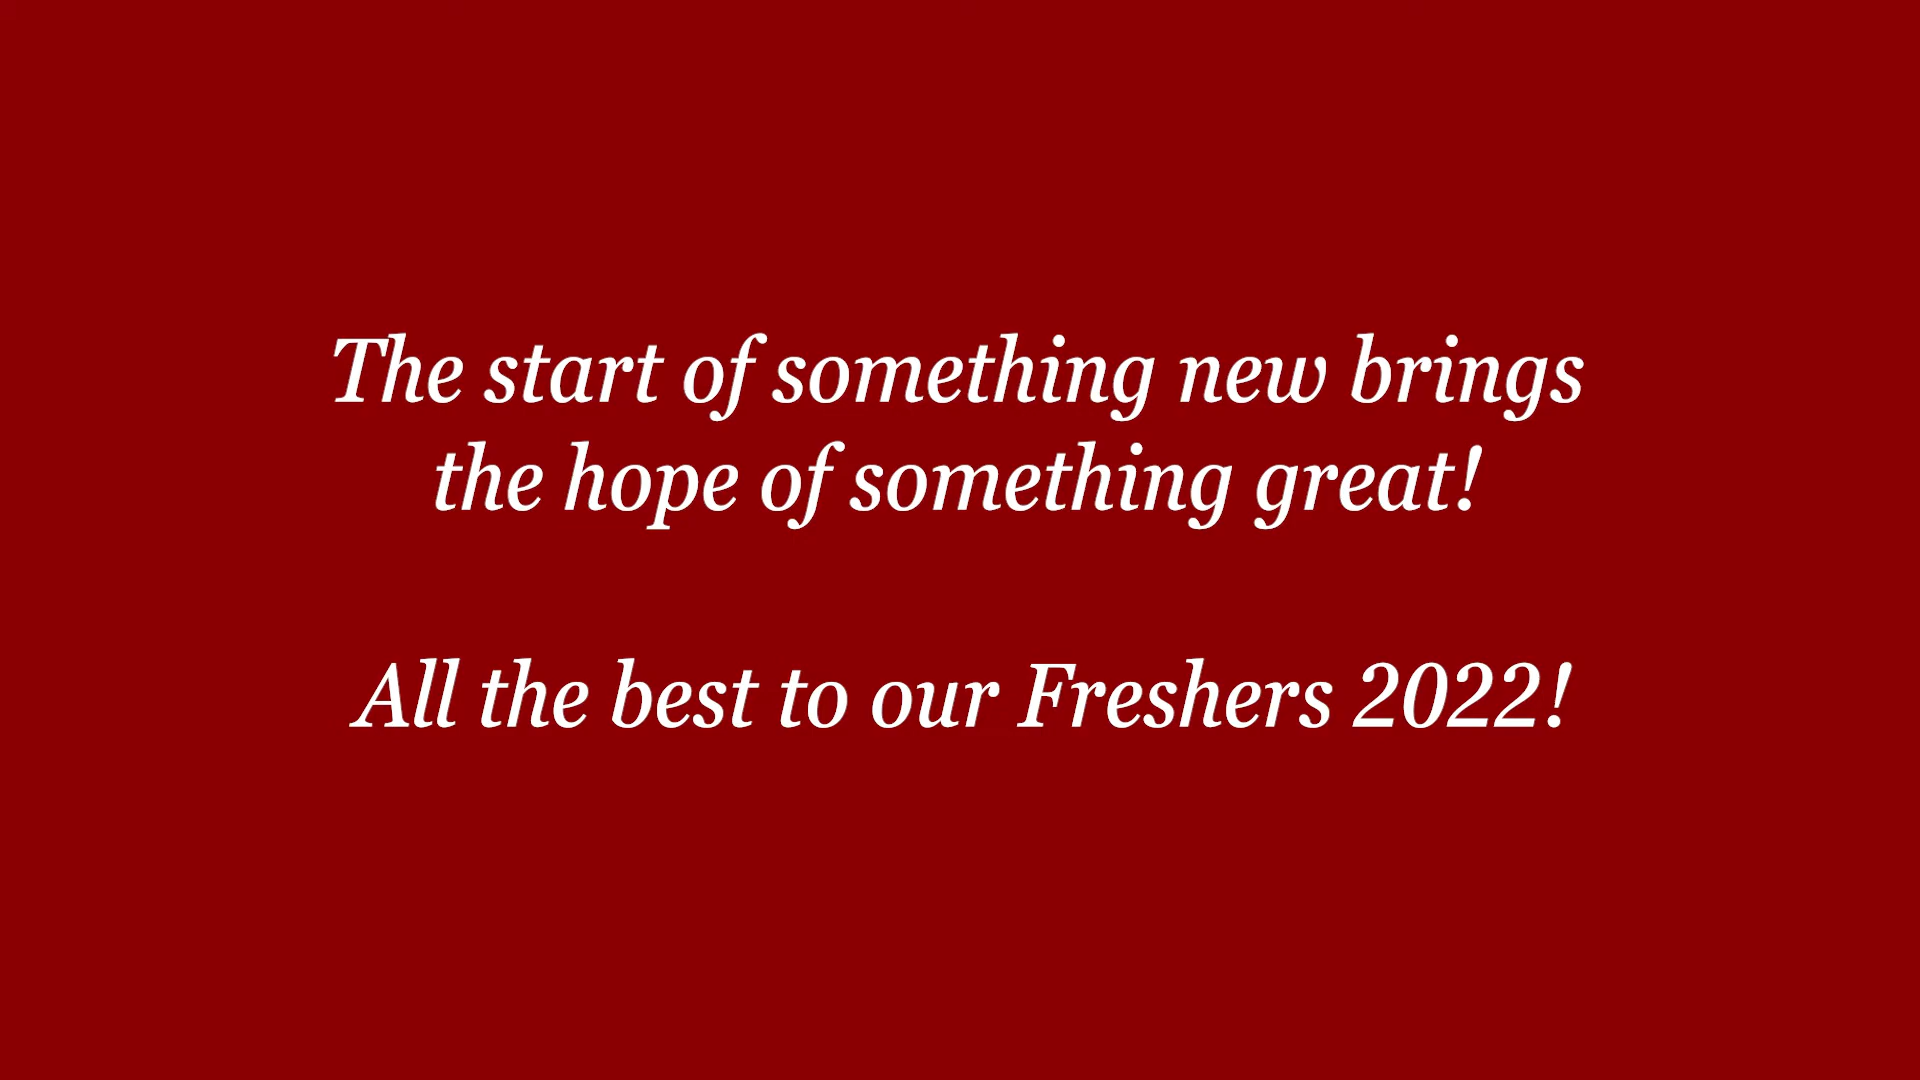 The start of something new brings
the hope of something great!
All the best to our Freshers 2022!